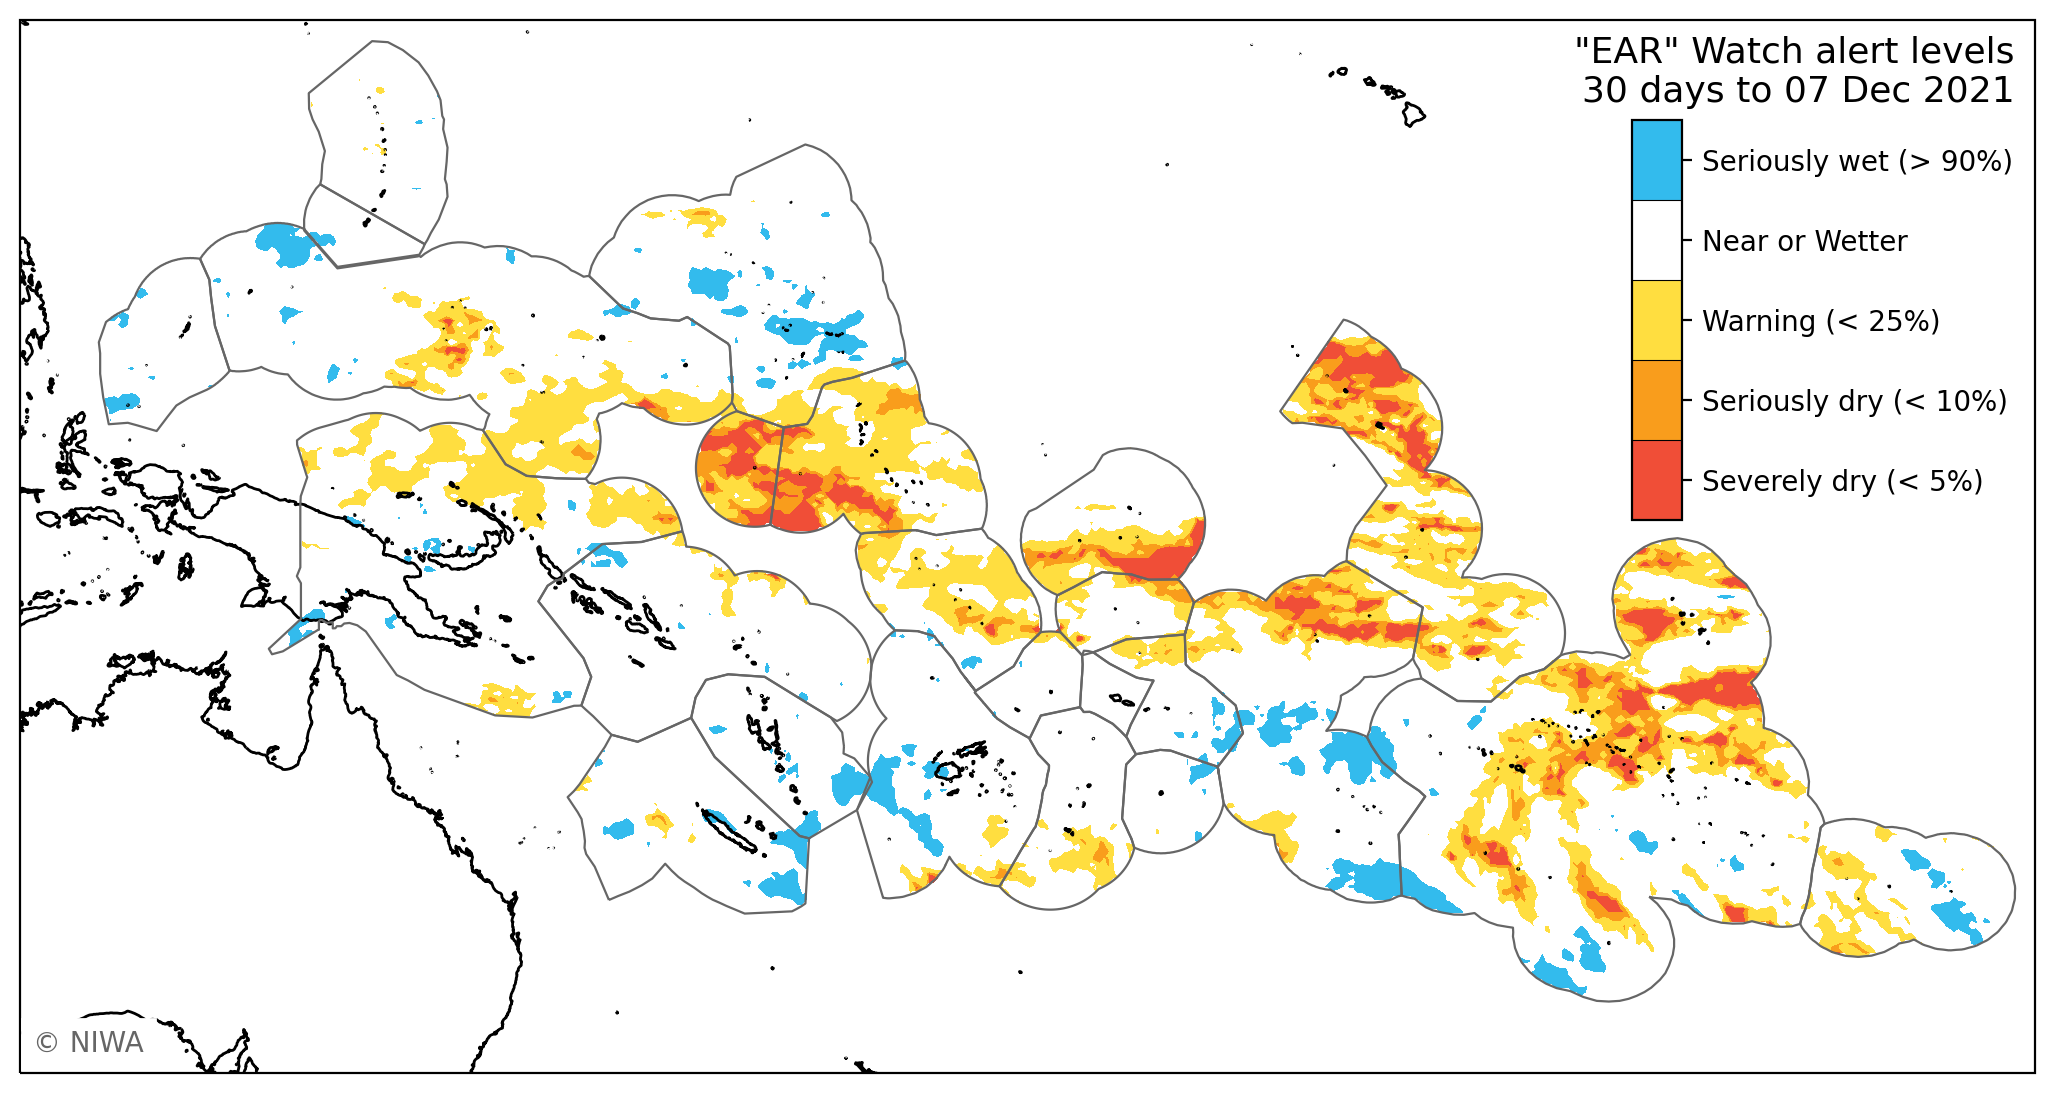 "EAR" Watch alert levels
30 days to 07 Dec 2021
Seriously wet (> 90%)
Near or Wetter
Warning (< 25%)
Seriously dry (< 10%)
Severely dry (< 5%)
© NIWA